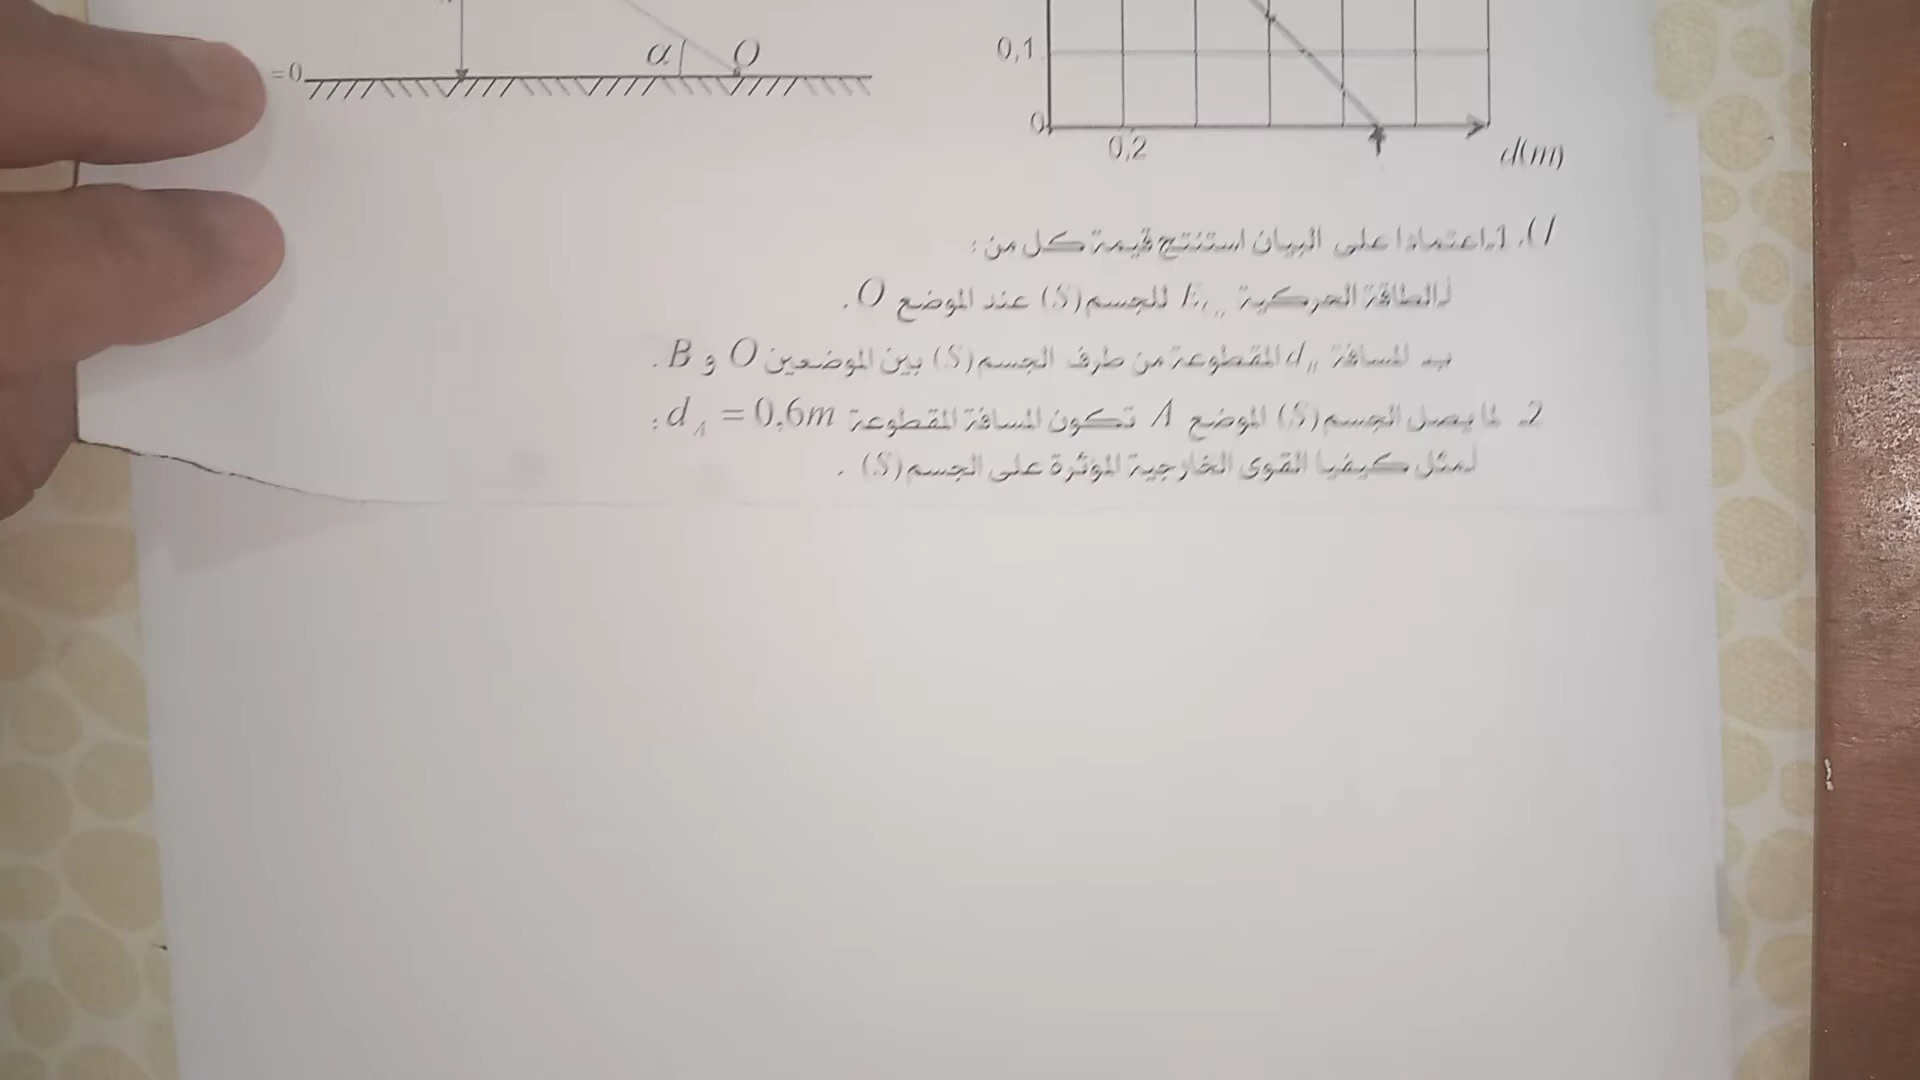 α O
=0
0,1
0
0,2
d(m)
(I. 1.اعتمادا على البيان استنتج قيمة كل من :
أ.الطاقة الحركية للجسم (S) عند الموضع O .
ب. المسافة المقطوعة من طرف الجسم (S) بين الموضعين O و B .
2. لما يصل الجسم (S) الموضع A تكون المسافة المقطوعة d_A = 0,6m :
أ.مثل كيفيا القوى الخارجية المؤثرة على الجسم (S) .